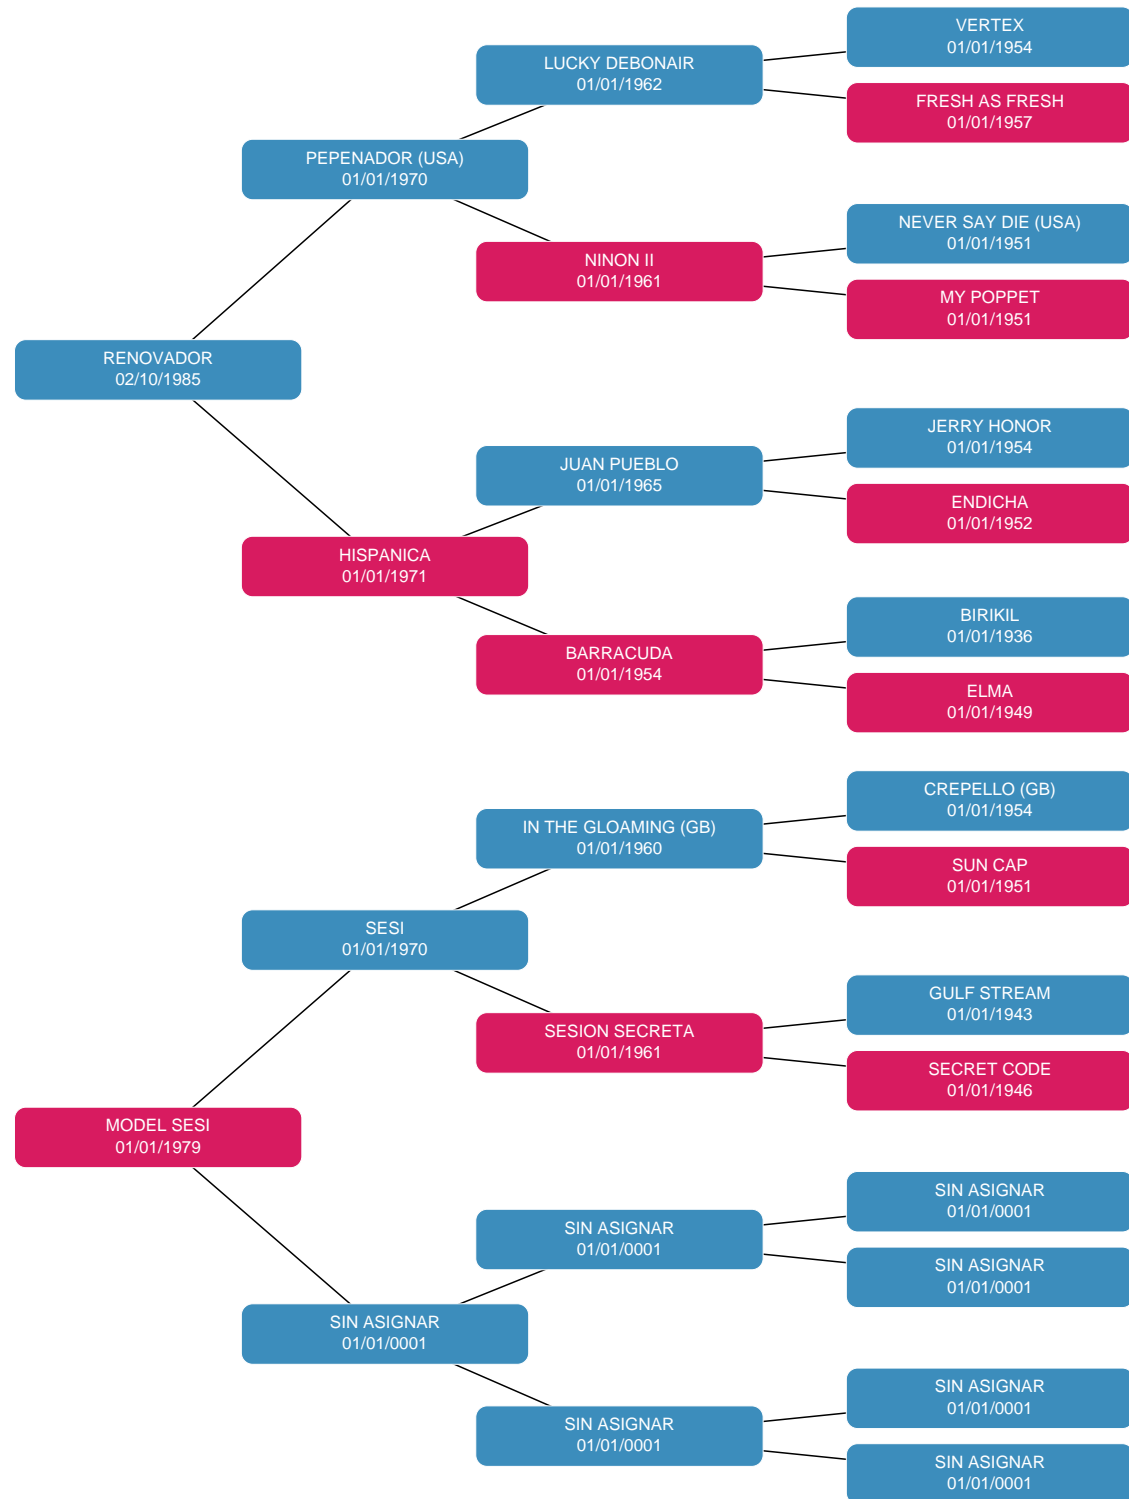 VERTEX
01/01/1954
LUCKY DEBONAIR
01/01/1962
FRESH AS FRESH
01/01/1957
PEPENADOR (USA)
01/01/1970
NEVER SAY DIE (USA)
01/01/1951
NINON II
01/01/1961
MY POPPET
01/01/1951
RENOVADOR
02/10/1985
JERRY HONOR
01/01/1954
JUAN PUEBLO
01/01/1965
ENDICHA
01/01/1952
HISPANICA
01/01/1971
BIRIKIL
01/01/1936
BARRACUDA
01/01/1954
ELMA
01/01/1949
CREPELLO (GB)
01/01/1954
IN THE GLOAMING (GB)
01/01/1960
SUN CAP
01/01/1951
SESI
01/01/1970
GULF STREAM
01/01/1943
SESION SECRETA
01/01/1961
SECRET CODE
01/01/1946
MODEL SESI
01/01/1979
SIN ASIGNAR
01/01/0001
SIN ASIGNAR
01/01/0001
SIN ASIGNAR
01/01/0001
SIN ASIGNAR
01/01/0001
SIN ASIGNAR
01/01/0001
SIN ASIGNAR
01/01/0001
SIN ASIGNAR
01/01/0001